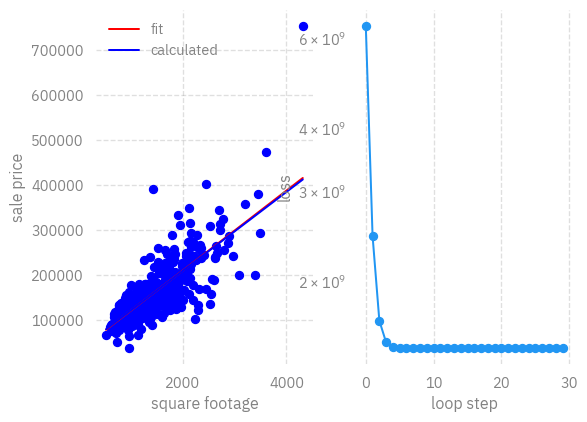 fit
calculated
700000
600000
500000
400000
300000
200000
100000
sale price
2000
4000
square footage
6 × 10⁹
4 × 10⁹
3 × 10⁹
2 × 10⁹
loss
0
10
20
30
loop step